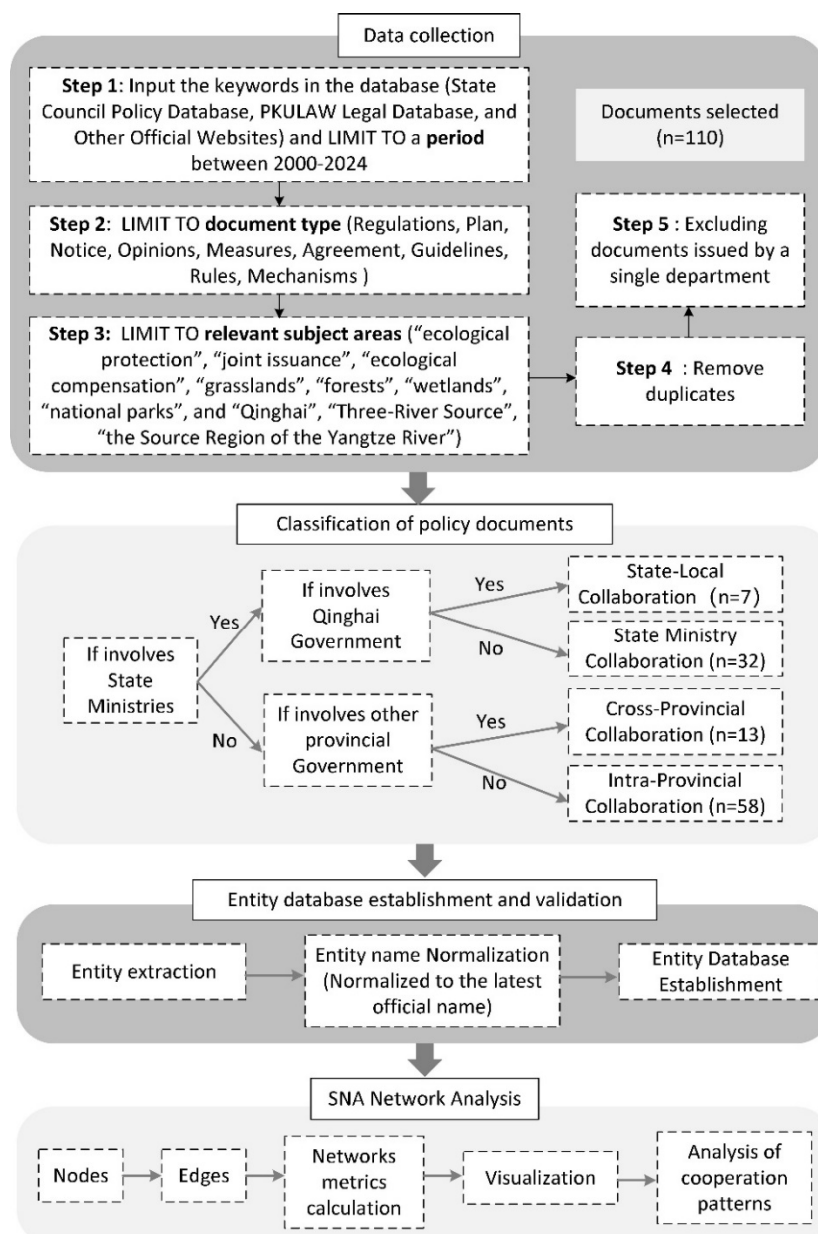 Data collection
Step 1: Input the keywords in the database (State
Council Policy Database, PKULAW Legal Database, and
Other Official Websites) and LIMIT TO a period
between 2000-2024
Step 2: LIMIT TO document type (Regulations, Plan,
Notice, Opinions, Measures, Agreement, Guidelines,
Rules, Mechanisms )
Step 3: LIMIT TO relevant subject areas (“ecological
protection”, “joint issuance”, “ecological
compensation”, “grasslands”, “forests”, “wetlands”,
“national parks”, and “Qinghai”, “Three-River Source”,
“the Source Region of the Yangtze River”)
Step 4 : Remove
duplicates
Step 5 : Excluding
documents issued by a
single department
Documents selected
(n=110)
Classification of policy documents
If involves
State
Ministries
Yes
No
If involves
Qinghai
Government
If involves other
provincial
Government
Yes
No
Yes
No
State-Local
Collaboration (n=7)
State Ministry
Collaboration (n=32)
Cross-Provincial
Collaboration (n=13)
Intra-Provincial
Collaboration (n=58)
Entity database establishment and validation
Entity extraction
Entity name Normalization
(Normalized to the latest
official name)
Entity Database
Establishment
SNA Network Analysis
Nodes
Edges
Networks
metrics
calculation
Visualization
Analysis of
cooperation
patterns